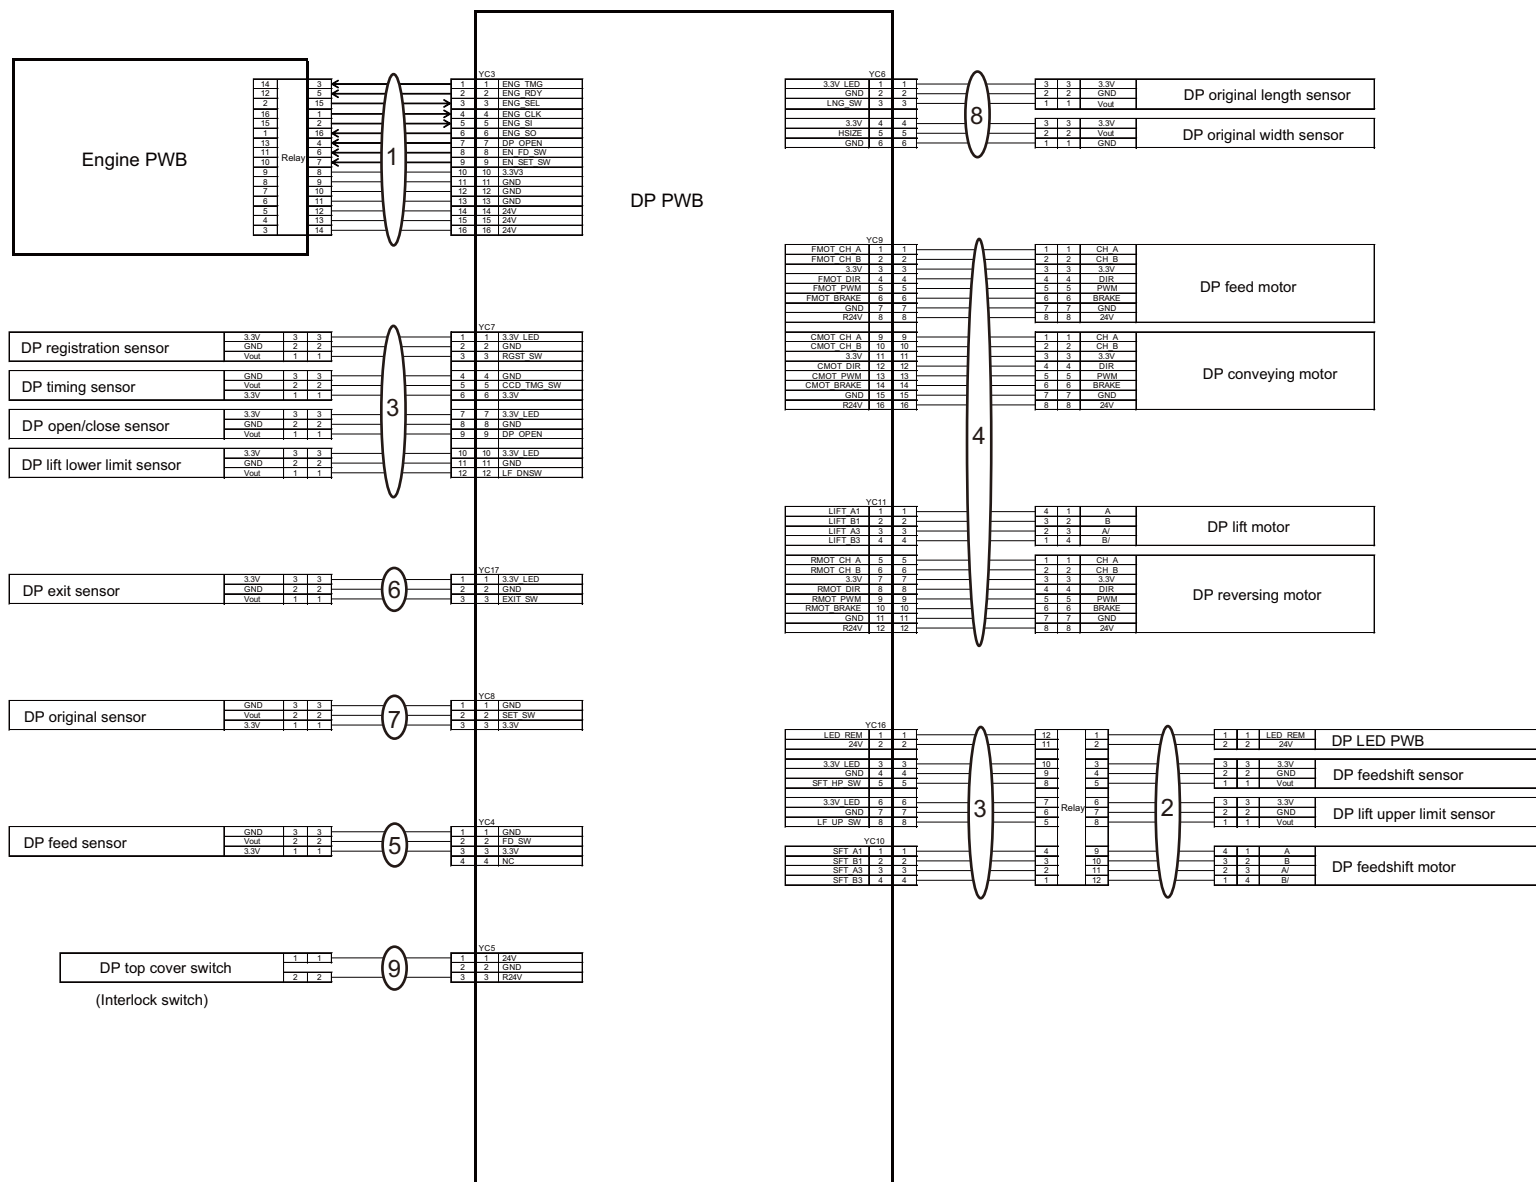 Engine PWB
DP PWB
Relay
1
YC3
14 3 1 1 ENG_TMG
12 5 2 2 ENG_RDY
2 15 3 3 ENG_SEL
16 1 4 4 ENG_CLK
15 2 5 5 ENG_SI
1 16 6 6 ENG_SO
13 4 7 7 DP_OPEN
11 6 8 8 EN_FD_SW
10 7 9 9 EN_SET_SW
9 8 10 10 3.3V3
8 9 11 11 GND
7 10 12 12 GND
6 11 13 13 GND
5 12 14 14 24V
4 13 15 15 24V
3 14 16 16 24V
3
YC7
DP registration sensor
3.3V 3 3 1 1 3.3V_LED
GND 2 2 2 2 GND
Vout 1 1 3 3 RGST_SW
DP timing sensor
GND 3 3 4 4 GND
Vout 2 2 5 5 CCD_TMG_SW
3.3V 1 1 6 6 3.3V
DP open/close sensor
3.3V 3 3 7 7 3.3V_LED
GND 2 2 8 8 GND
Vout 1 1 9 9 DP_OPEN
DP lift lower limit sensor
3.3V 3 3 10 10 3.3V_LED
GND 2 2 11 11 GND
Vout 1 1 12 12 LF_DNSW
6
YC17
DP exit sensor
3.3V 3 3 1 1 3.3V_LED
GND 2 2 2 2 GND
Vout 1 1 3 3 EXIT_SW
7
YC8
DP original sensor
GND 3 3 1 1 GND
Vout 2 2 2 2 SET_SW
3.3V 1 1 3 3 3.3V
5
YC4
DP feed sensor
GND 3 3 1 1 GND
Vout 2 2 2 2 FD_SW
3.3V 1 1 3 3 3.3V
4 4 NC
9
YC5
DP top cover switch
(Interlock switch)
1 1 1 1 24V
2 2 GND
2 2 3 3 R24V
8
YC6
3.3V_LED 1 1 3 3 3.3V
GND 2 2 2 2 GND
LNG_SW 3 3 1 1 Vout
DP original length sensor
3.3V 4 4 3 3 3.3V
HSIZE 5 5 2 2 Vout
GND 6 6 1 1 GND
DP original width sensor
4
YC9
FMOT_CH_A 1 1 1 1 CH_A
FMOT_CH_B 2 2 2 2 CH_B
3.3V 3 3 3 3 3.3V
FMOT_DIR 4 4 4 4 DIR
FMOT_PWM 5 5 5 5 PWM
FMOT_BRAKE 6 6 6 6 BRAKE
GND 7 7 7 7 GND
R24V 8 8 8 8 24V
DP feed motor
CMOT_CH_A 9 9 1 1 CH_A
CMOT_CH_B 10 10 2 2 CH_B
3.3V 11 11 3 3 3.3V
CMOT_DIR 12 12 4 4 DIR
CMOT_PWM 13 13 5 5 PWM
CMOT_BRAKE 14 14 6 6 BRAKE
GND 15 15 7 7 GND
R24V 16 16 8 8 24V
DP conveying motor
YC11
LIFT_A1 1 1 4 1 A
LIFT_B1 2 2 3 2 B
LIFT_A3 3 3 2 3 A/
LIFT_B3 4 4 1 4 B/
DP lift motor
RMOT_CH_A 5 5 1 1 CH_A
RMOT_CH_B 6 6 2 2 CH_B
3.3V 7 7 3 3 3.3V
RMOT_DIR 8 8 4 4 DIR
RMOT_PWM 9 9 5 5 PWM
RMOT_BRAKE 10 10 6 6 BRAKE
GND 11 11 7 7 GND
R24V 12 12 8 8 24V
DP reversing motor
3
Relay
2
YC16
LED_REM 1 1 12 1 1 1 LED_REM
24V 2 2 11 2 2 2 24V
DP LED PWB
3.3V_LED 3 3 10 3 3 3 3.3V
GND 4 4 9 4 2 2 GND
SFT_HP_SW 5 5 8 5 1 1 Vout
DP feedshift sensor
3.3V_LED 6 6 7 6 3 3 3.3V
GND 7 7 6 7 2 2 GND
LF_UP_SW 8 8 5 8 1 1 Vout
DP lift upper limit sensor
YC10
SFT_A1 1 1 4 9 4 1 A
SFT_B1 2 2 3 10 3 2 B
SFT_A3 3 3 2 11 2 3 A/
SFT_B3 4 4 1 12 1 4 B/
DP feedshift motor